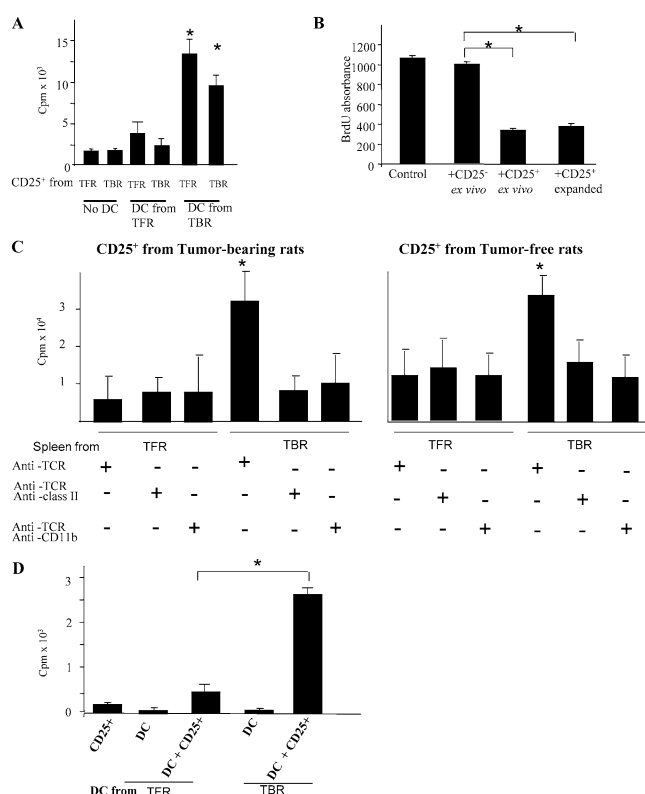 A
Cpm x 10³
15
10
5
0
* *
CD25⁺ from TFR TBR TFR TBR TFR TBR
No DC DC from TFR DC from TBR
B
BrdU absorbance
1200
1000
800
600
400
200
0
*
*
Control +CD25⁻ +CD25⁺ +CD25⁺
ex vivo ex vivo expanded
C
CD25⁺ from Tumor-bearing rats CD25⁺ from Tumor-free rats
Cpm x 10⁴
3
2
1
* *
Spleen from TFR TBR TFR TBR
Anti -TCR + - - + - - + - - + - -
Anti -TCR
Anti -class II - + - - + - - + - - + -
Anti -TCR
Anti -CD11b - - + - - + - - + - - +
D
Cpm x 10³
3
2
1
0
*
CD25+ DC DC + CD25+ DC DC + CD25+
DC from TFR TBR